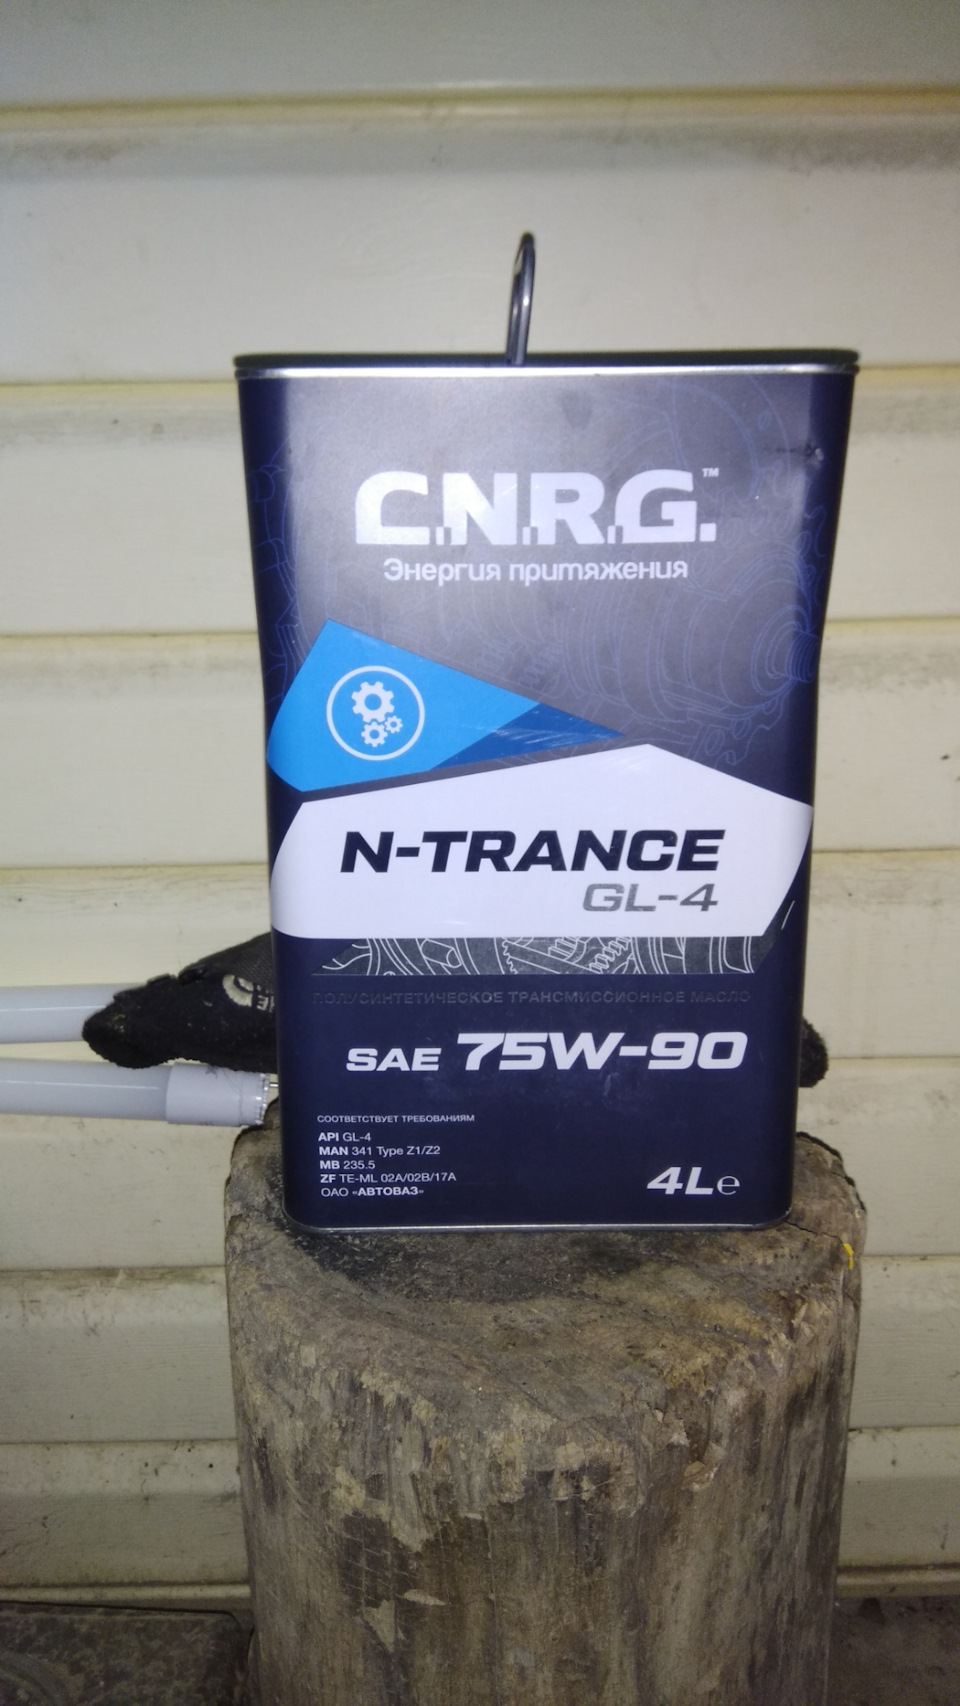 C.N.R.G.™
Энергия притяжения
N-TRANCE
GL-4
ПОЛУСИНТЕТИЧЕСКОЕ ТРАНСМИССИОННОЕ МАСЛО
SAE 75W-90
СООТВЕТСТВУЕТ ТРЕБОВАНИЯМ
API GL-4
MAN 341 Type Z1/Z2
MB 235.5
ZF TE-ML 02A/02B/17A
ОАО «АВТОВАЗ»
4L℮